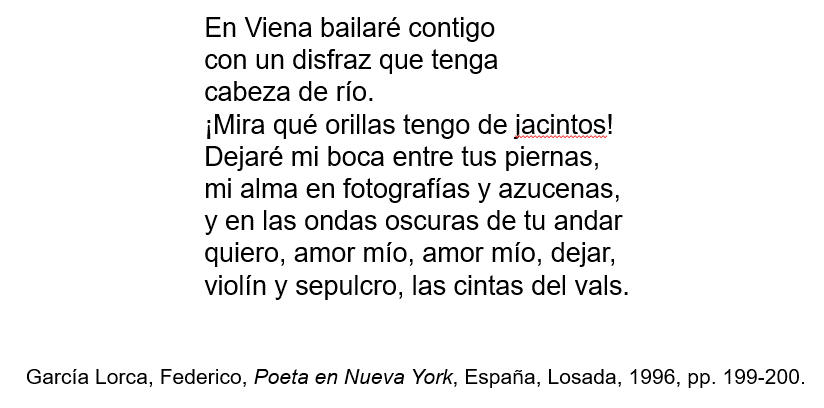 En Viena bailaré contigo
con un disfraz que tenga
cabeza de río.
¡Mira qué orillas tengo de jacintos!
Dejaré mi boca entre tus piernas,
mi alma en fotografías y azucenas,
y en las ondas oscuras de tu andar
quiero, amor mío, amor mío, dejar,
violín y sepulcro, las cintas del vals.
García Lorca, Federico, Poeta en Nueva York, España, Losada, 1996, pp. 199-200.